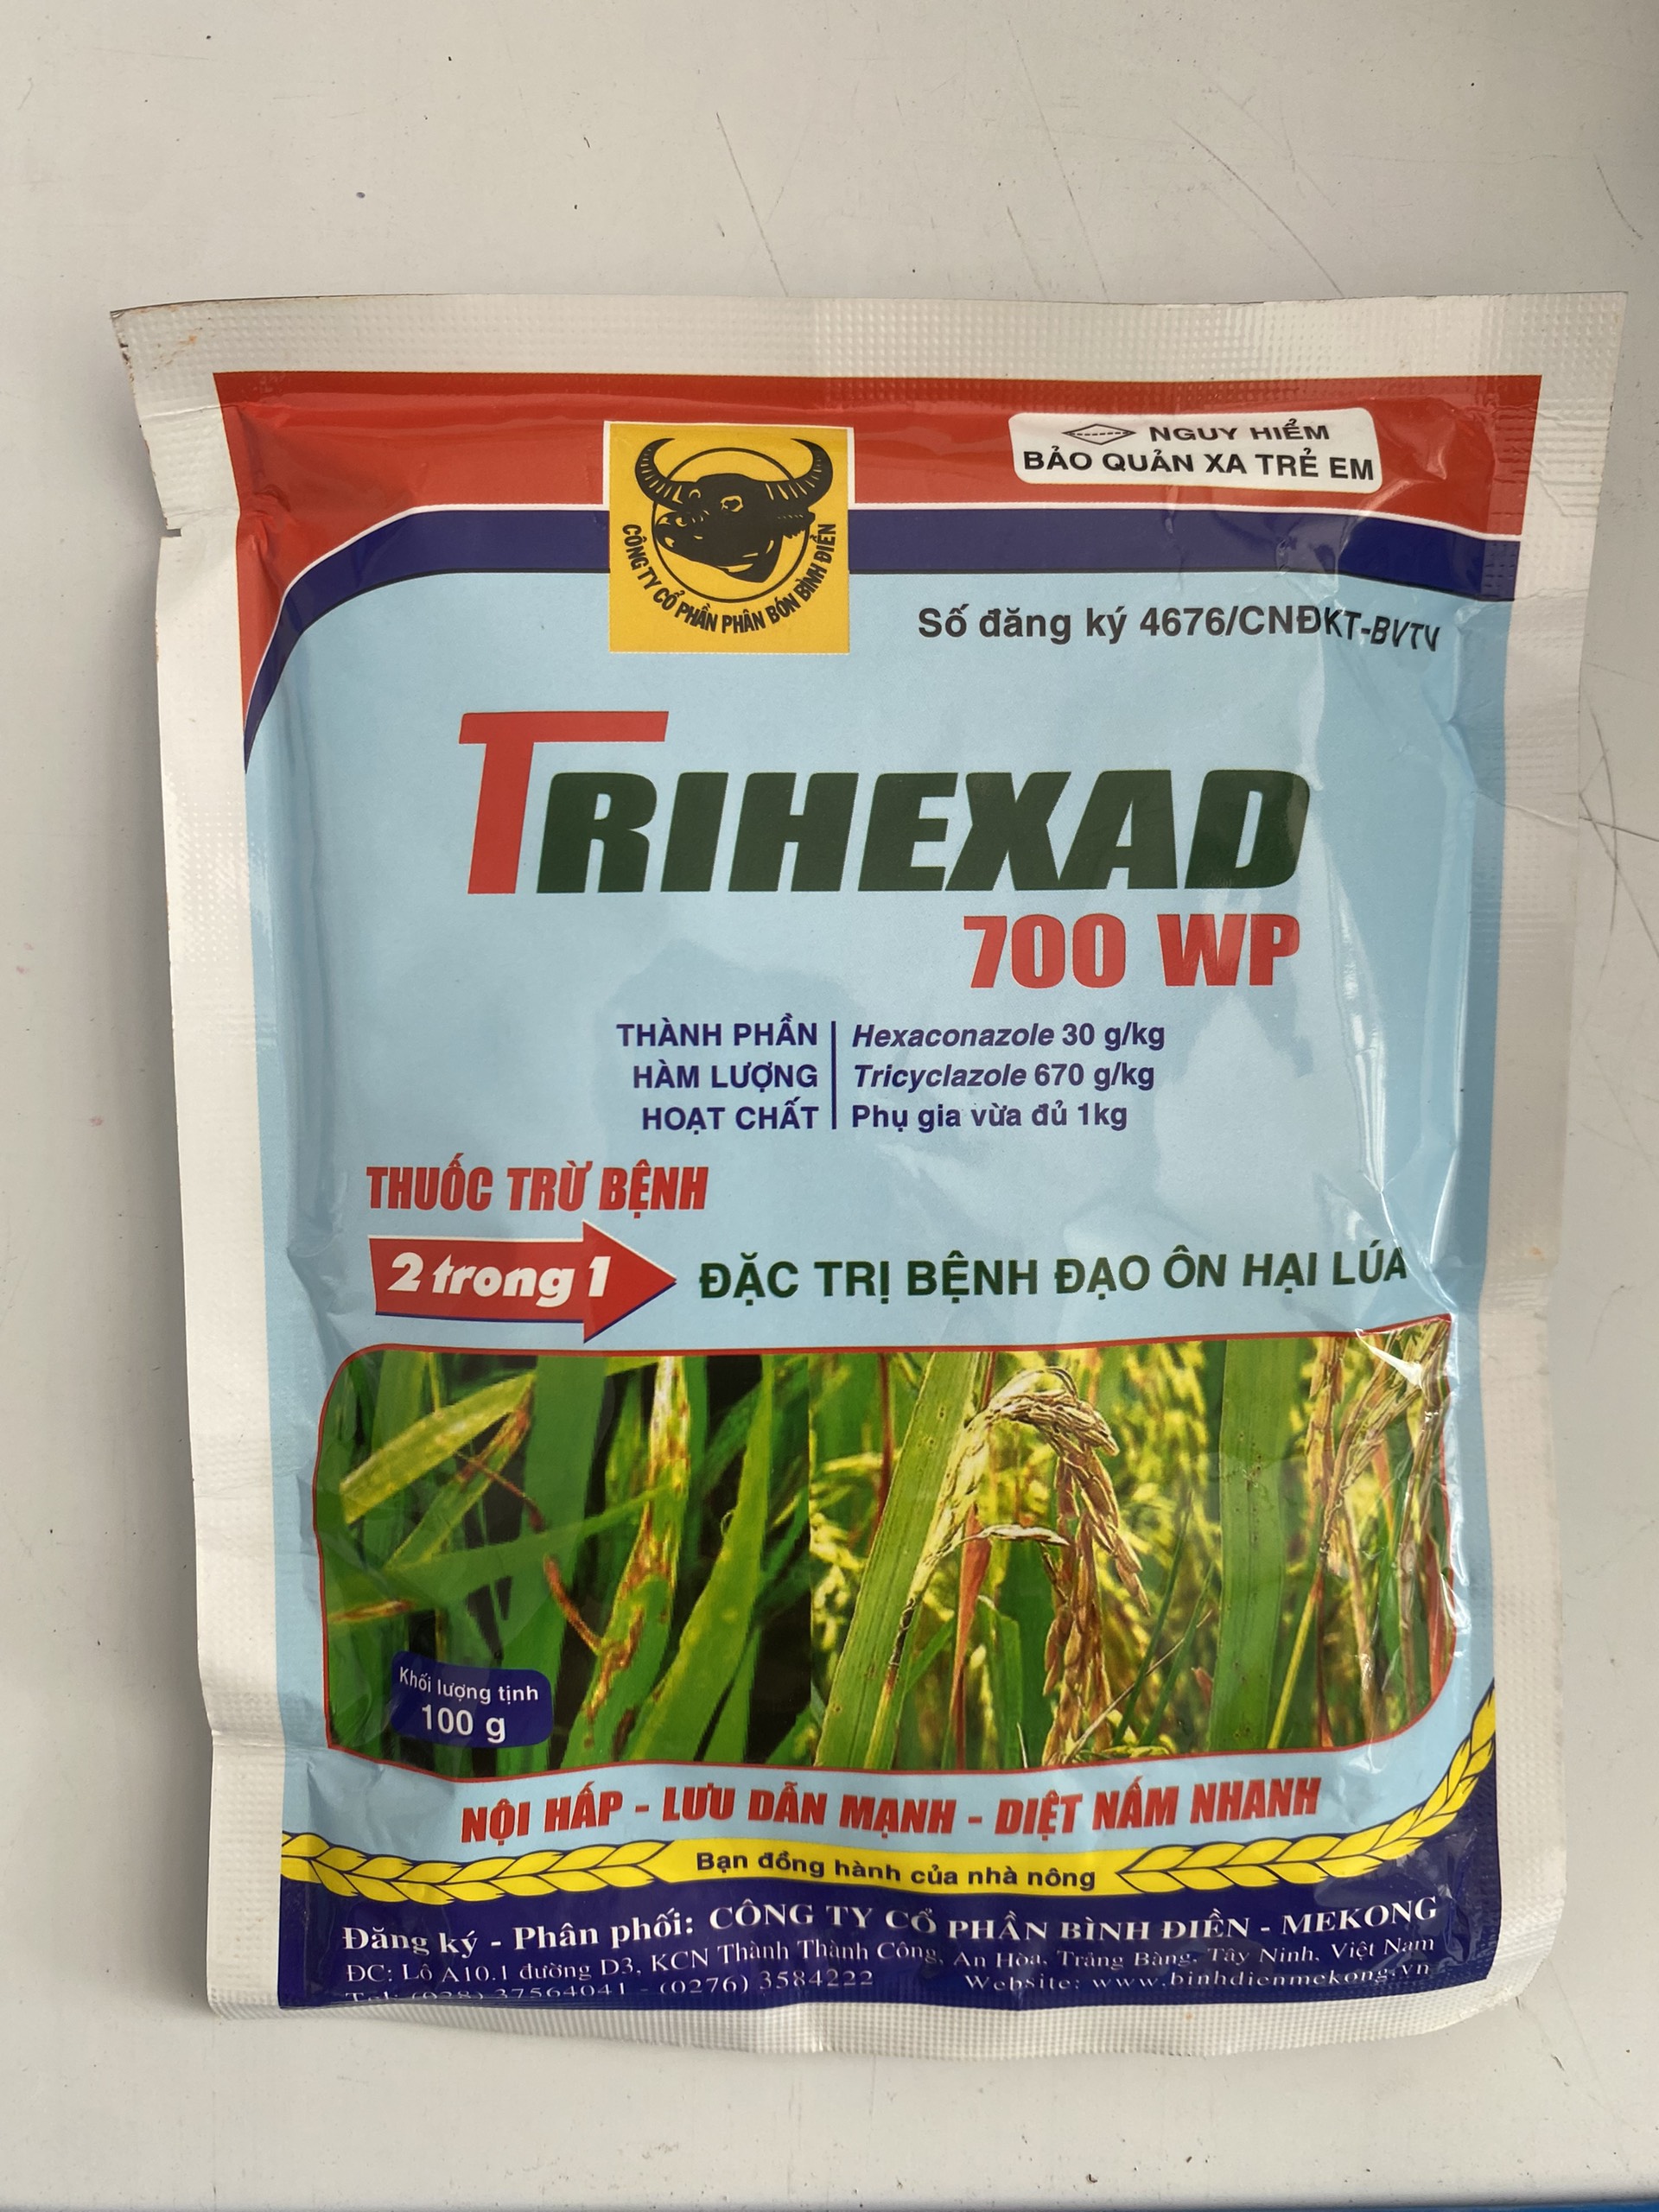 NGUY HIỂM
BẢO QUẢN XA TRẺ EM
CÔNG TY CỔ PHẦN PHÂN BÓN BÌNH ĐIỀN
Số đăng ký 4676/CNĐKT-BVTV
TRIHEXAD
700 WP
THÀNH PHẦN Hexaconazole 30 g/kg
HÀM LƯỢNG Tricyclazole 670 g/kg
HOẠT CHẤT Phụ gia vừa đủ 1kg
THUỐC TRỪ BỆNH
2 trong 1 ĐẶC TRỊ BỆNH ĐẠO ÔN HẠI LÚA
Khối lượng tịnh
100 g
NỘI HẤP - LƯU DẪN MẠNH - DIỆT NẤM NHANH
Bạn đồng hành của nhà nông
Đăng ký - Phân phối: CÔNG TY CỔ PHẦN BÌNH ĐIỀN - MEKONG
ĐC: Lô A10.1 đường D3, KCN Thành Thành Công, An Hòa, Trảng Bàng, Tây Ninh, Việt Nam
Tel: (028) 37564041 - (0276) 3584222 Website: www.binhdienmekong.vn